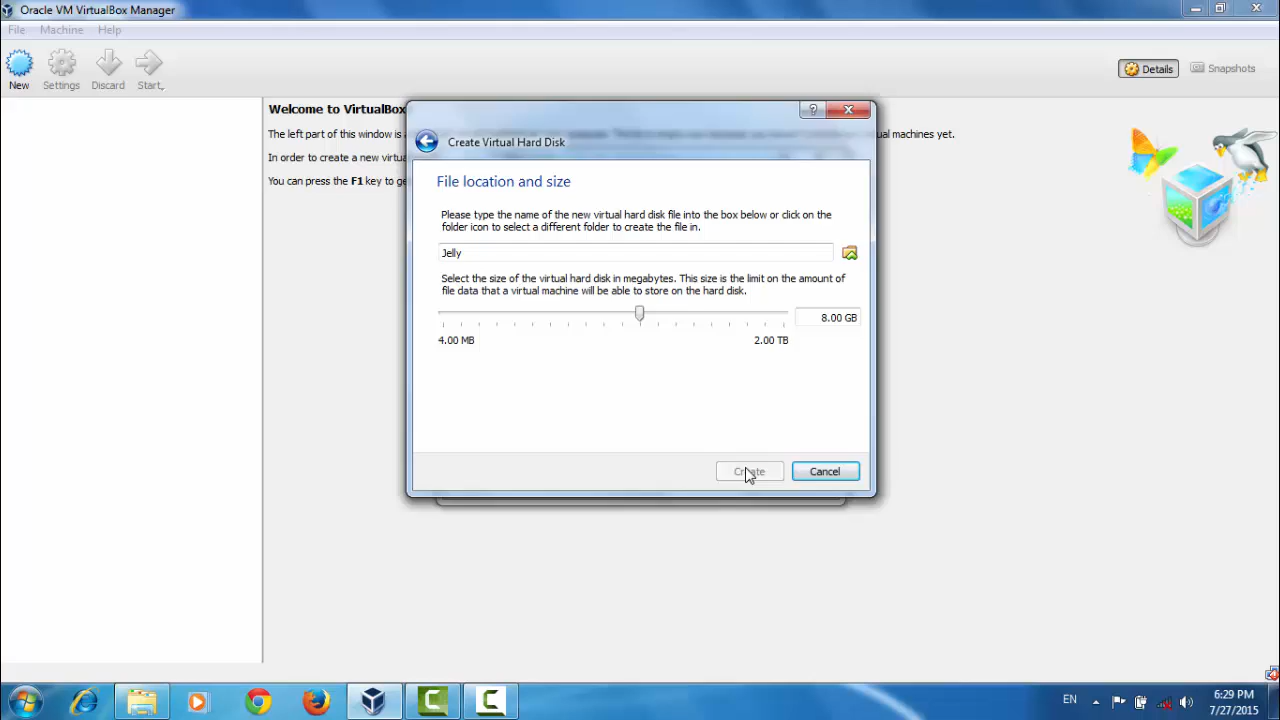 Oracle VM VirtualBox Manager
File Machine Help
New Settings Discard Start
Details Snapshots
Welcome to VirtualBox
The left part of this window is a
ual machines yet.
In order to create a new virtua
You can press the F1 key to ge
Create Virtual Hard Disk
File location and size
Please type the name of the new virtual hard disk file into the box below or click on the
folder icon to select a different folder to create the file in.
Jelly
Select the size of the virtual hard disk in megabytes. This size is the limit on the amount of
file data that a virtual machine will be able to store on the hard disk.
8.00 GB
4.00 MB 2.00 TB
Create Cancel
EN
6:29 PM
7/27/2015